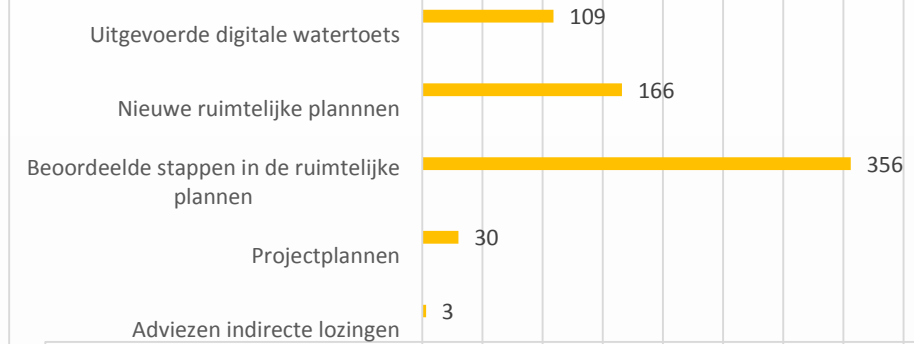 Uitgevoerde digitale watertoets 109
Nieuwe ruimtelijke plannnen 166
Beoordeelde stappen in de ruimtelijke
plannen 356
Projectplannen 30
Adviezen indirecte lozingen 3